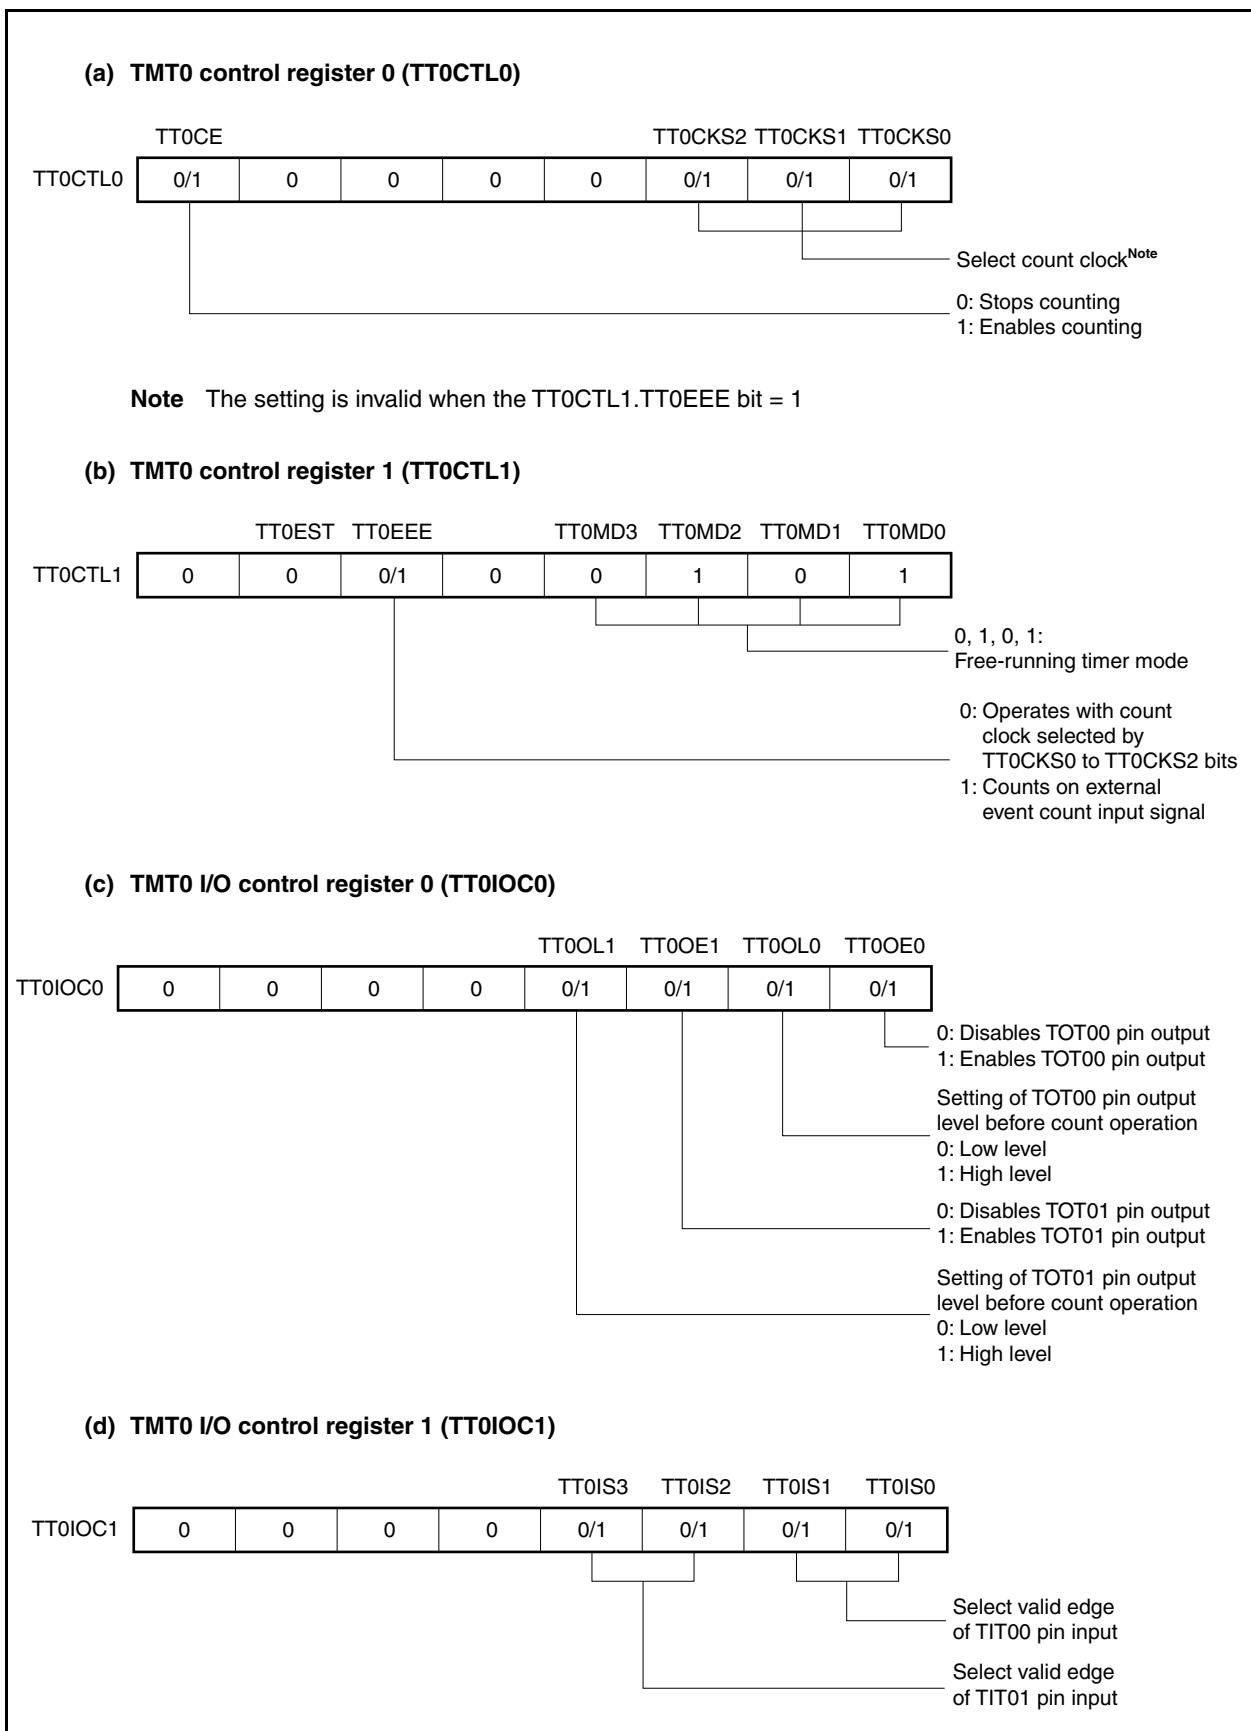 (a) TMT0 control register 0 (TT0CTL0)
TT0CE TT0CKS2 TT0CKS1 TT0CKS0
TT0CTL0 0/1 0 0 0 0 0/1 0/1 0/1
Select count clockNote
0: Stops counting
1: Enables counting
Note The setting is invalid when the TT0CTL1.TT0EEE bit = 1
(b) TMT0 control register 1 (TT0CTL1)
TT0EST TT0EEE TT0MD3 TT0MD2 TT0MD1 TT0MD0
TT0CTL1 0 0 0/1 0 0 1 0 1
0, 1, 0, 1:
Free-running timer mode
0: Operates with count
clock selected by
TT0CKS0 to TT0CKS2 bits
1: Counts on external
event count input signal
(c) TMT0 I/O control register 0 (TT0IOC0)
TT0OL1 TT0OE1 TT0OL0 TT0OE0
TT0IOC0 0 0 0 0 0/1 0/1 0/1 0/1
0: Disables TOT00 pin output
1: Enables TOT00 pin output
Setting of TOT00 pin output
level before count operation
0: Low level
1: High level
0: Disables TOT01 pin output
1: Enables TOT01 pin output
Setting of TOT01 pin output
level before count operation
0: Low level
1: High level
(d) TMT0 I/O control register 1 (TT0IOC1)
TT0IS3 TT0IS2 TT0IS1 TT0IS0
TT0IOC1 0 0 0 0 0/1 0/1 0/1 0/1
Select valid edge
of TIT00 pin input
Select valid edge
of TIT01 pin input